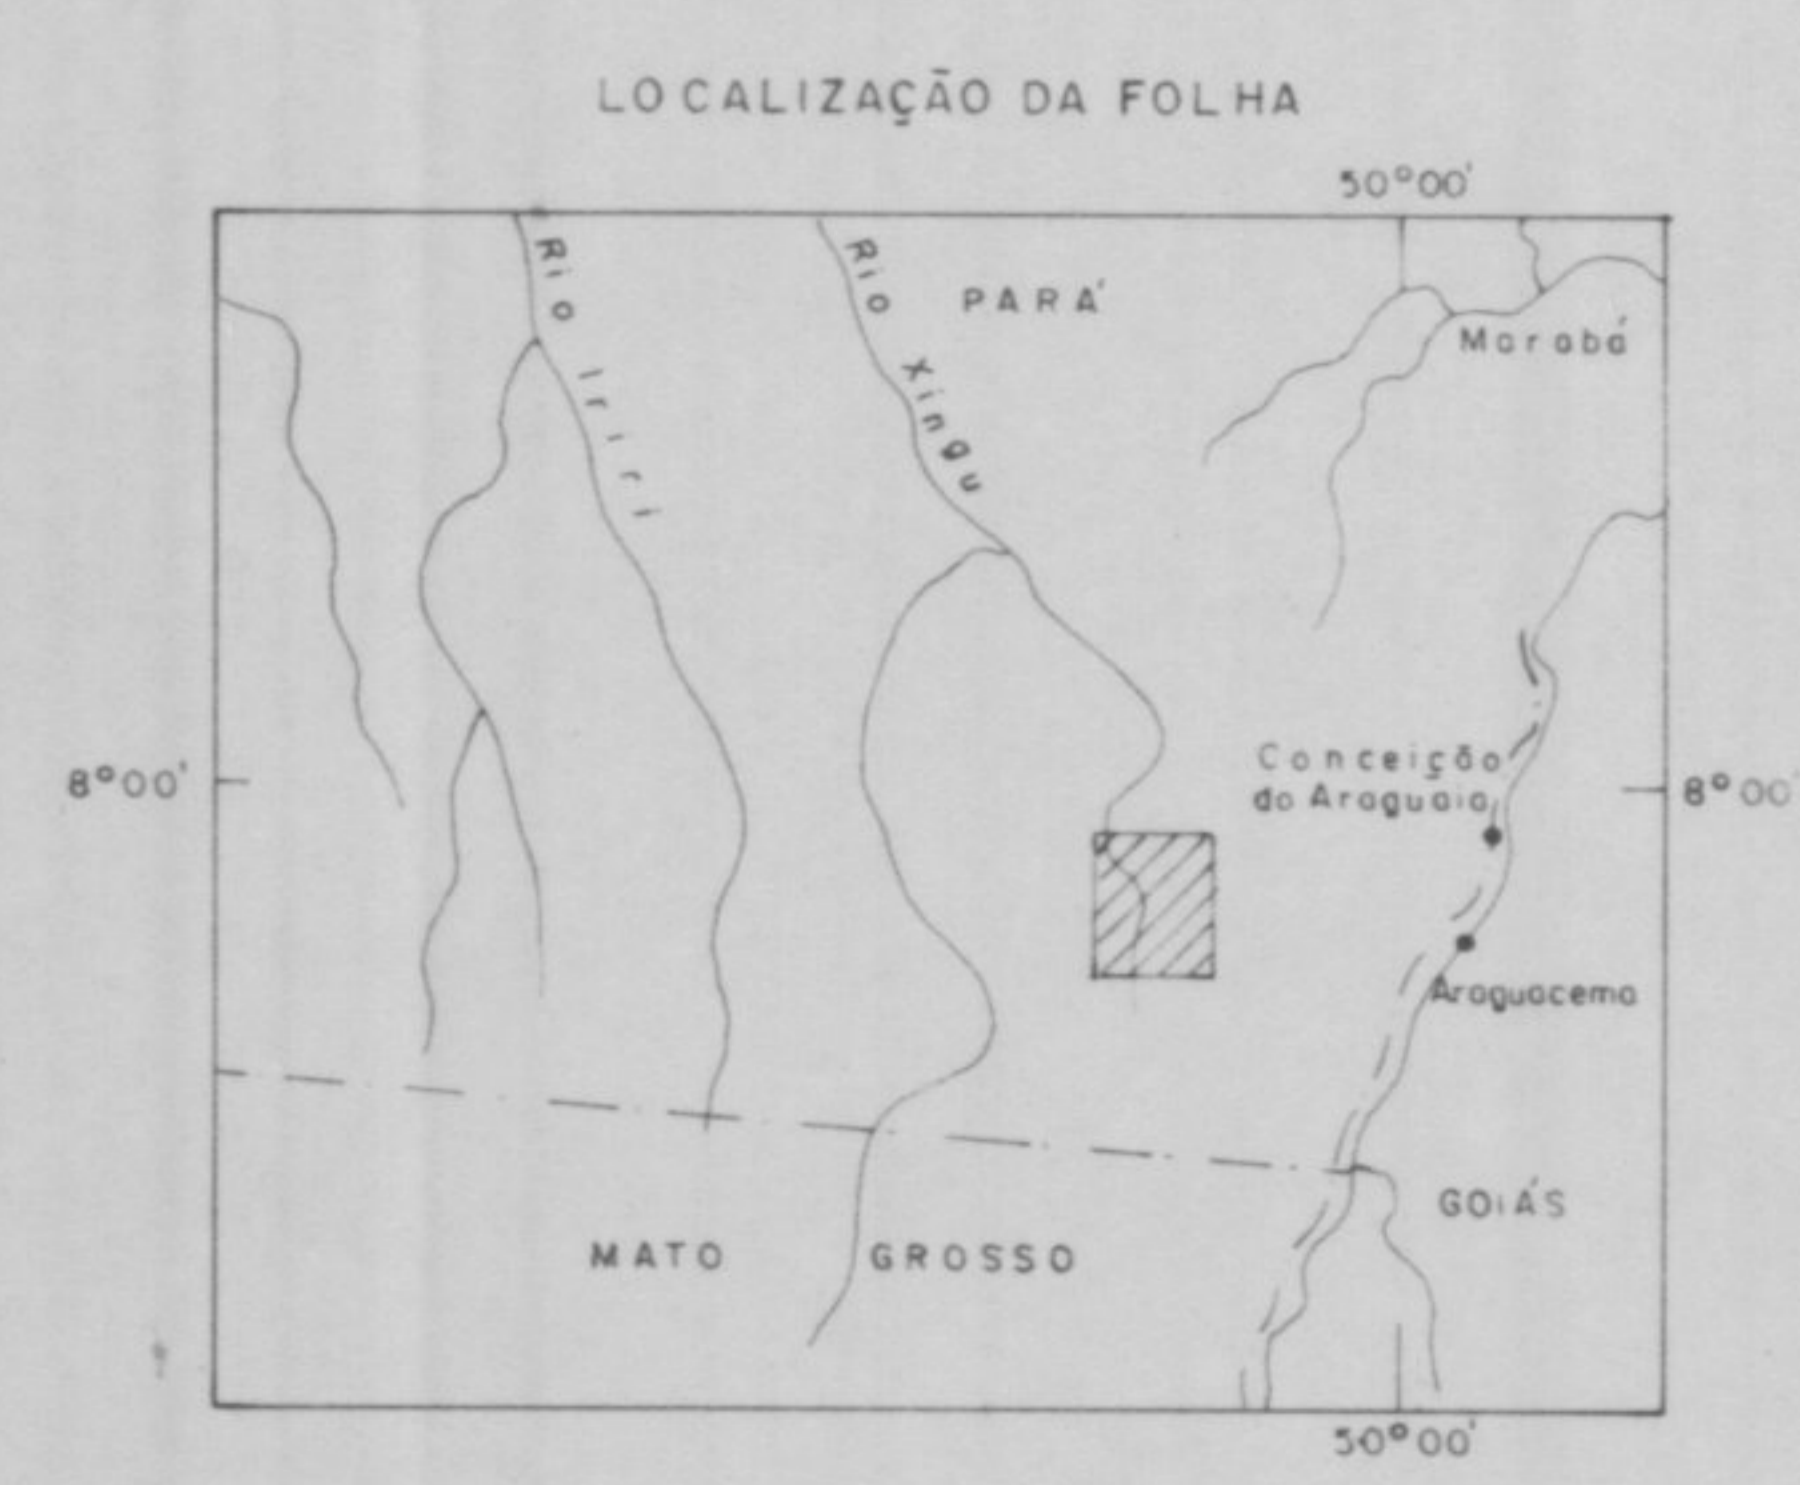 LOCALIZAÇÃO DA FOLHA
50°00'
Rio Iriri
Rio Xingu
PARÁ
Marabá
8°00'
Conceição
do Araguaia
8°00'
Araguacema
GOIÁS
MATO GROSSO
50°00'